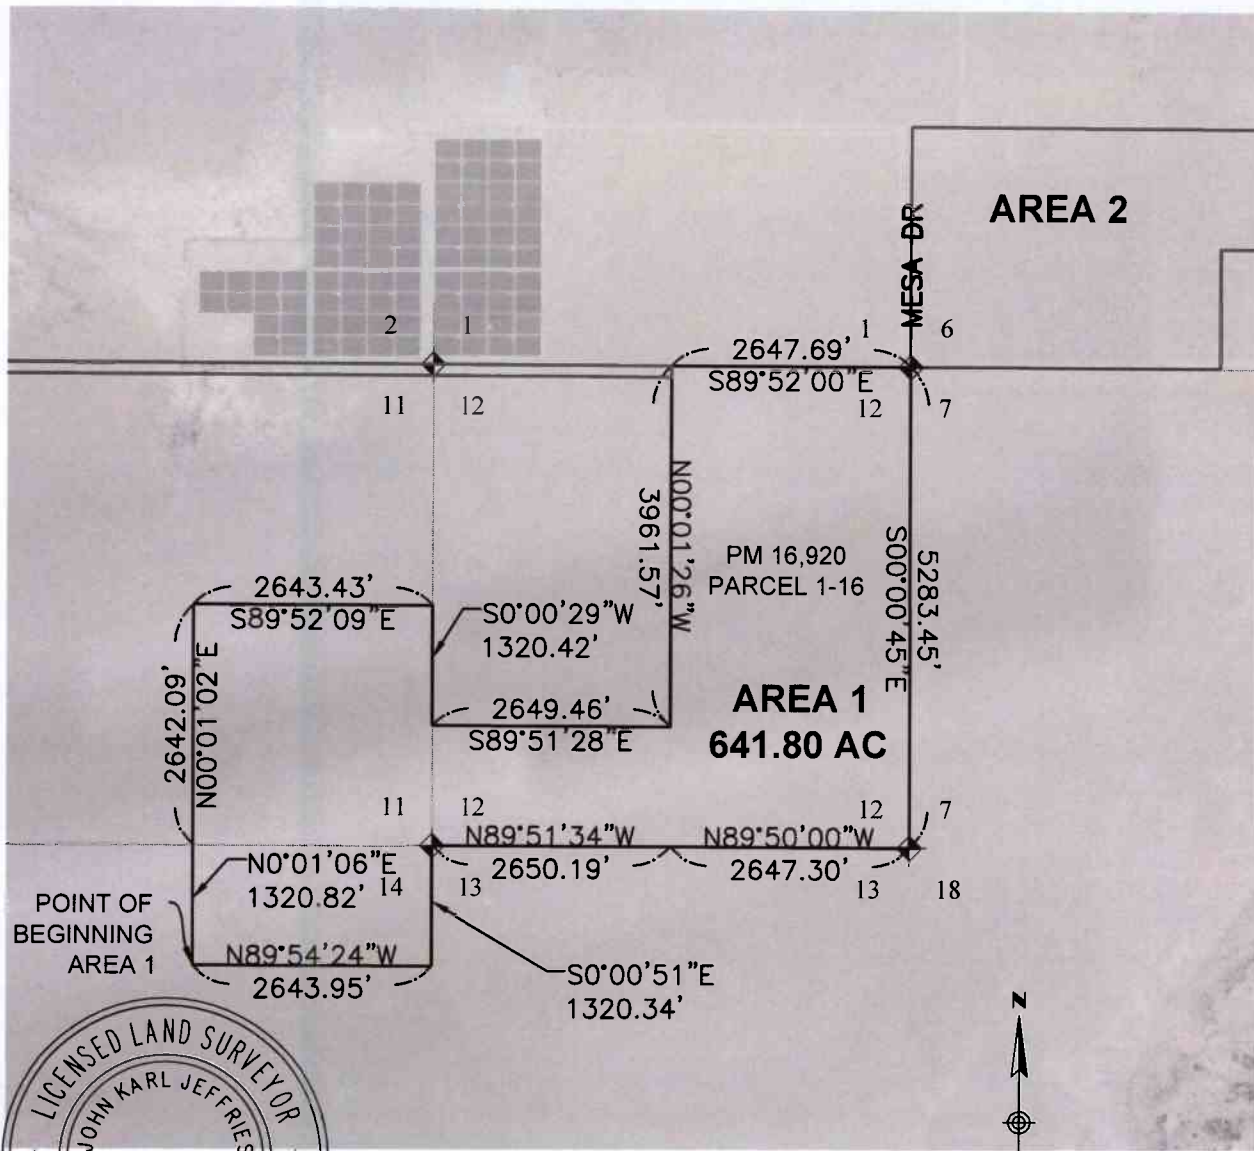 AREA 2
MESA DR
2 1
1 6
2647.69'
S89°52'00"E
11 12
12 7
N00°01'26"W
3961.57'
PM 16,920
PARCEL 1-16
5283.45'
S00°00'45"E
2643.43'
S89°52'09"E
S0°00'29"W
1320.42'
2642.09'
N00°01'02"E
2649.46'
S89°51'28"E
AREA 1
641.80 AC
11 12
12 7
N89°51'34"W
2650.19'
N89°50'00"W
2647.30'
14 13
13 18
N0°01'06"E
1320.82'
POINT OF
BEGINNING
AREA 1
N89°54'24"W
2643.95'
S0°00'51"E
1320.34'
N
LICENSED LAND SURVEYOR
JOHN KARL JEFFRIES